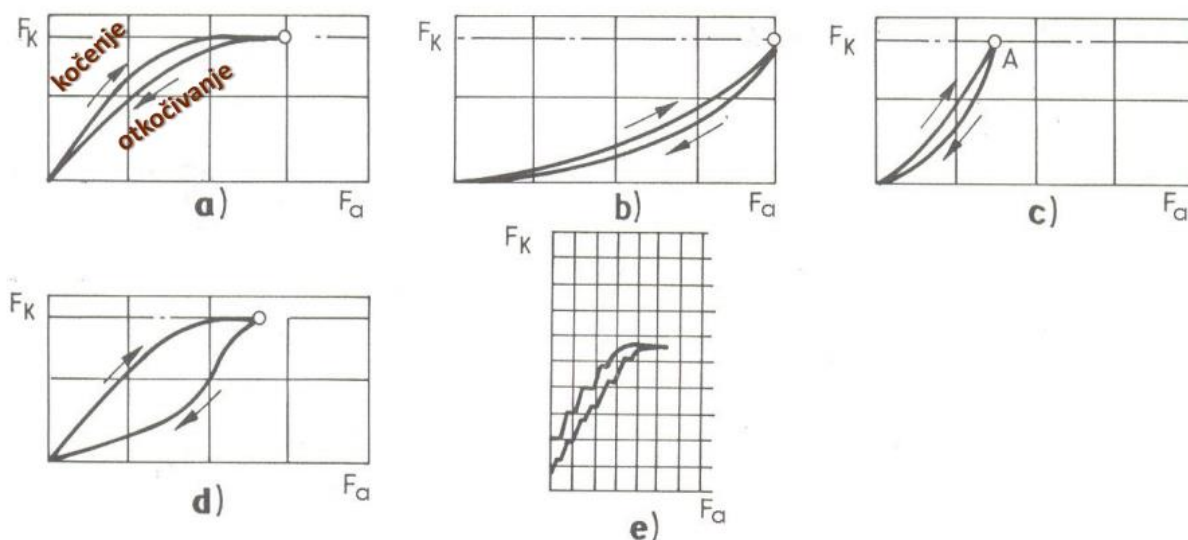 F_K
kočenje
otkočivanje
F_a
a)
F_K
F_a
b)
F_K
A
F_a
c)
F_K
F_a
d)
F_K
F_a
e)